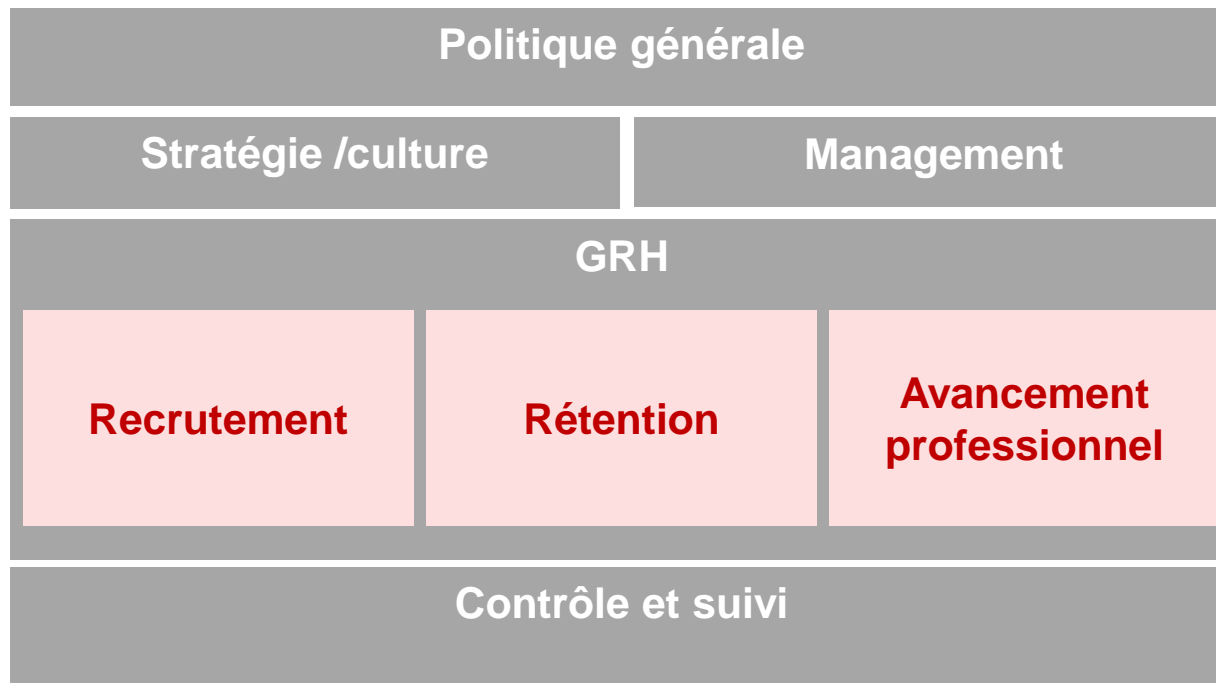 Politique générale
Stratégie /culture
Management
GRH
Recrutement
Rétention
Avancement
professionnel
Contrôle et suivi